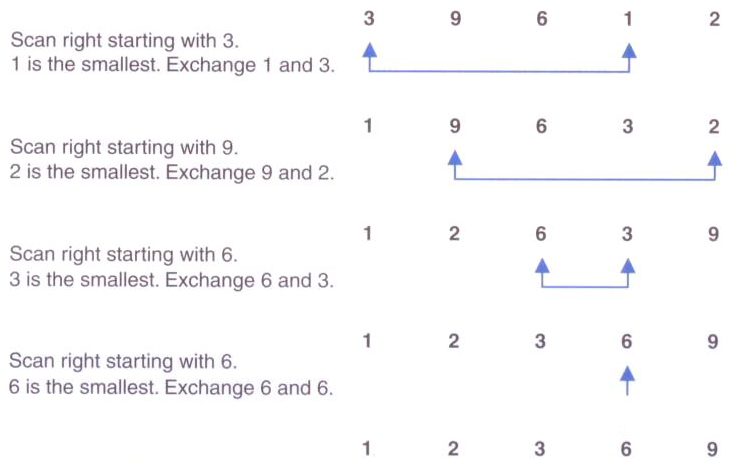 3 9 6 1 2
Scan right starting with 3.
1 is the smallest. Exchange 1 and 3.
1 9 6 3 2
Scan right starting with 9.
2 is the smallest. Exchange 9 and 2.
1 2 6 3 9
Scan right starting with 6.
3 is the smallest. Exchange 6 and 3.
1 2 3 6 9
Scan right starting with 6.
6 is the smallest. Exchange 6 and 6.
1 2 3 6 9